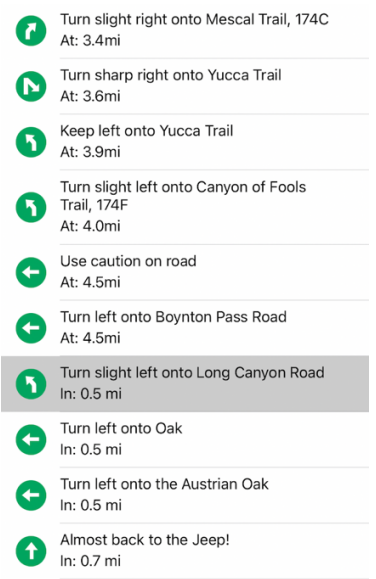 Turn slight right onto Mescal Trail, 174C
At: 3.4mi
Turn sharp right onto Yucca Trail
At: 3.6mi
Keep left onto Yucca Trail
At: 3.9mi
Turn slight left onto Canyon of Fools
Trail, 174F
At: 4.0mi
Use caution on road
At: 4.5mi
Turn left onto Boynton Pass Road
At: 4.5mi
Turn slight left onto Long Canyon Road
In: 0.5 mi
Turn left onto Oak
In: 0.5 mi
Turn left onto the Austrian Oak
In: 0.5 mi
Almost back to the Jeep!
In: 0.7 mi